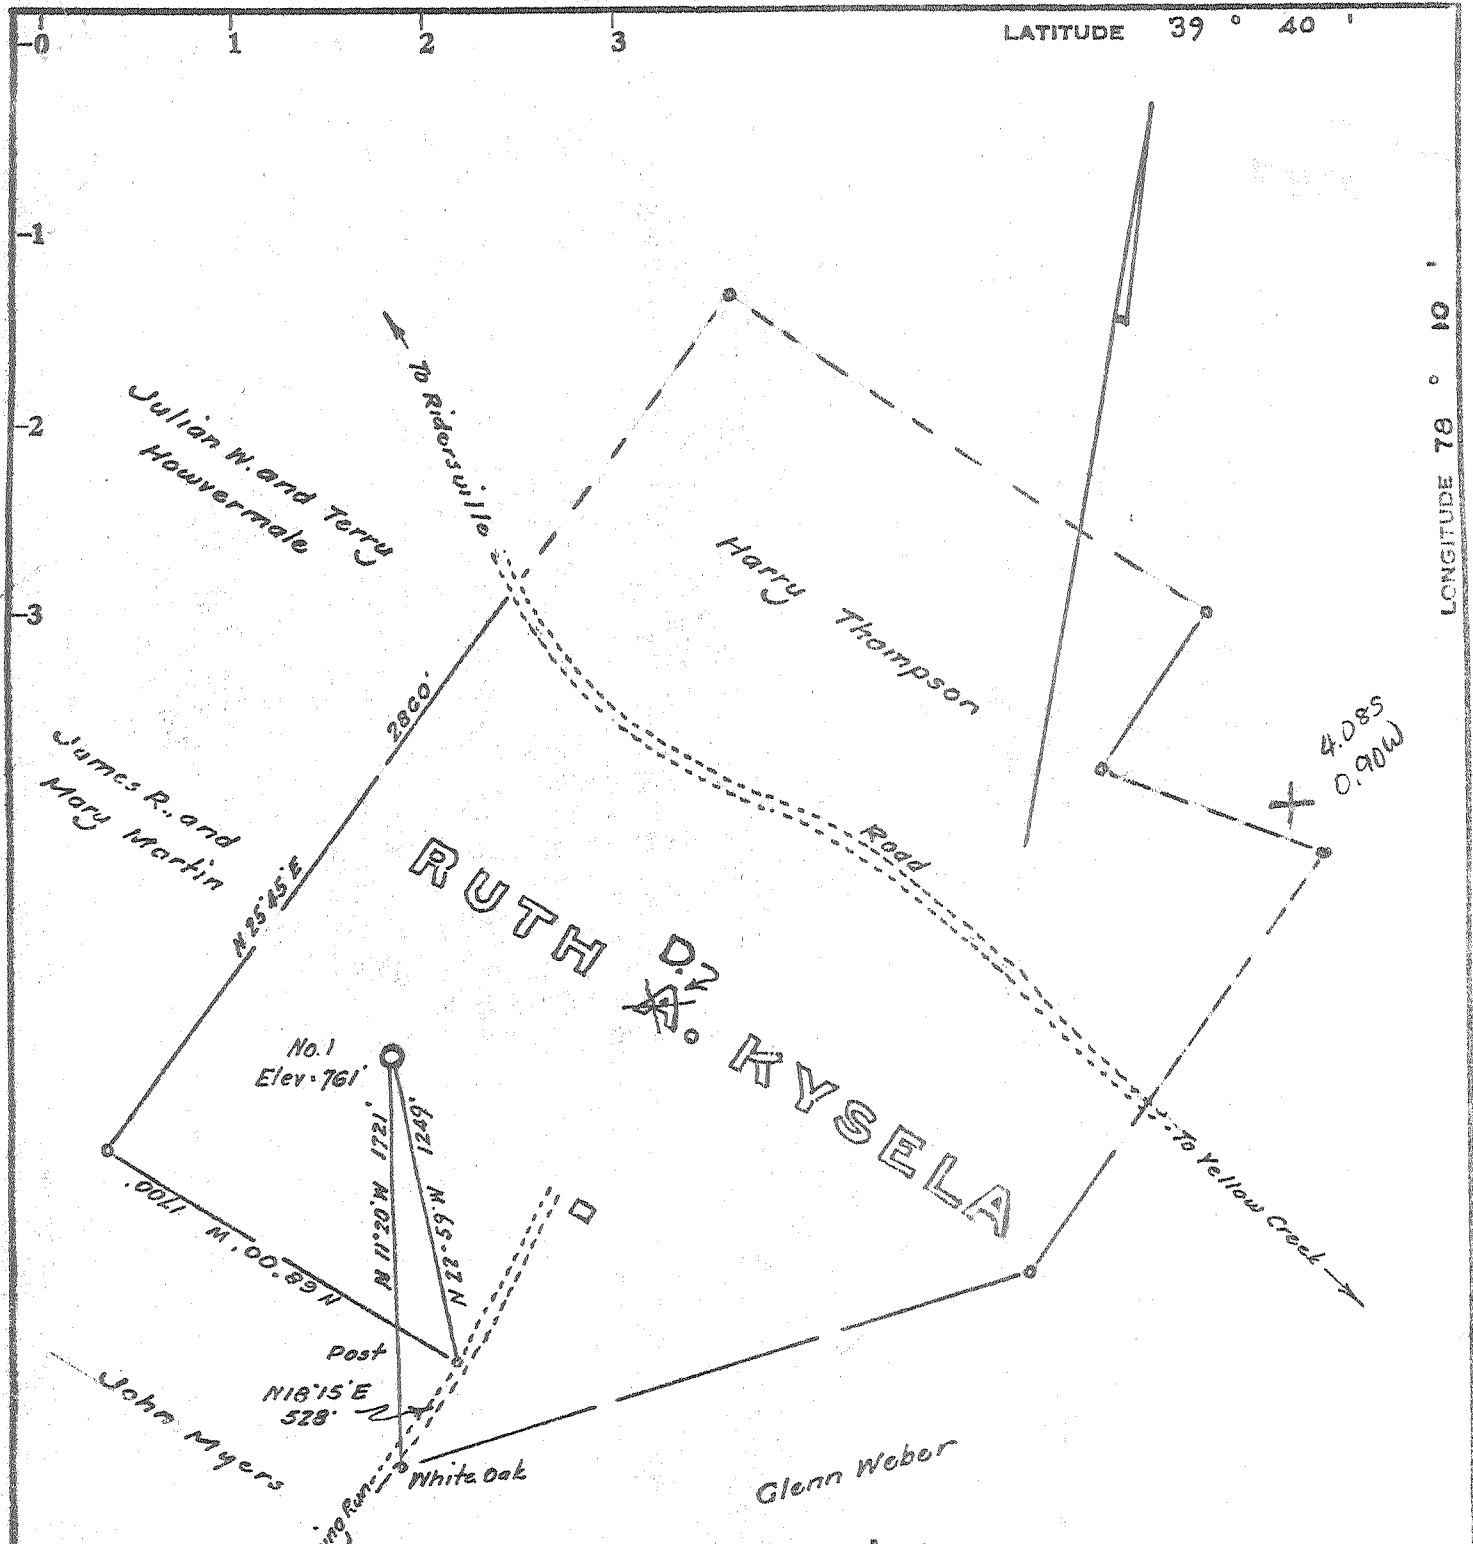 0 1 2 3
LATITUDE 39 ° 40 '
1
2
3
LONGITUDE 78 ° 10 '
To Ridersville
Julian W. and Terry
Howvermale
Harry Thompson
2860'
N 25°45' E
James R., and
Mary Martin
4.08S
0.90W
Road
RUTH A. KYSELA
D.
No. 1
Elev = 761'
N 11°20' W 1721'
N 22°59' W 1249'
N 68°00' W 1700'
To Yellow Creek
Post
N18°15' E
528'
White Oak
John Myers
Glenn Weber
Run